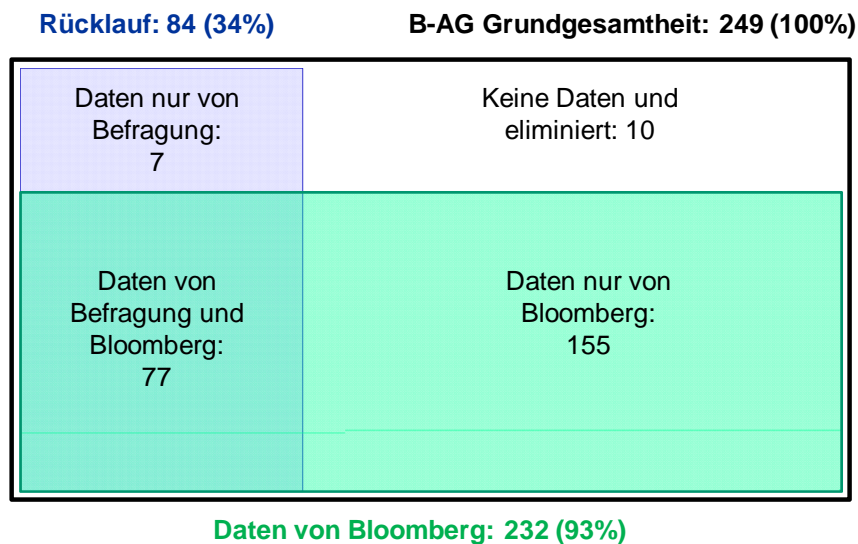 Rücklauf: 84 (34%)
B-AG Grundgesamtheit: 249 (100%)
Daten nur von
Befragung:
7
Keine Daten und
eliminiert: 10
Daten von
Befragung und
Bloomberg:
77
Daten nur von
Bloomberg:
155
Daten von Bloomberg: 232 (93%)